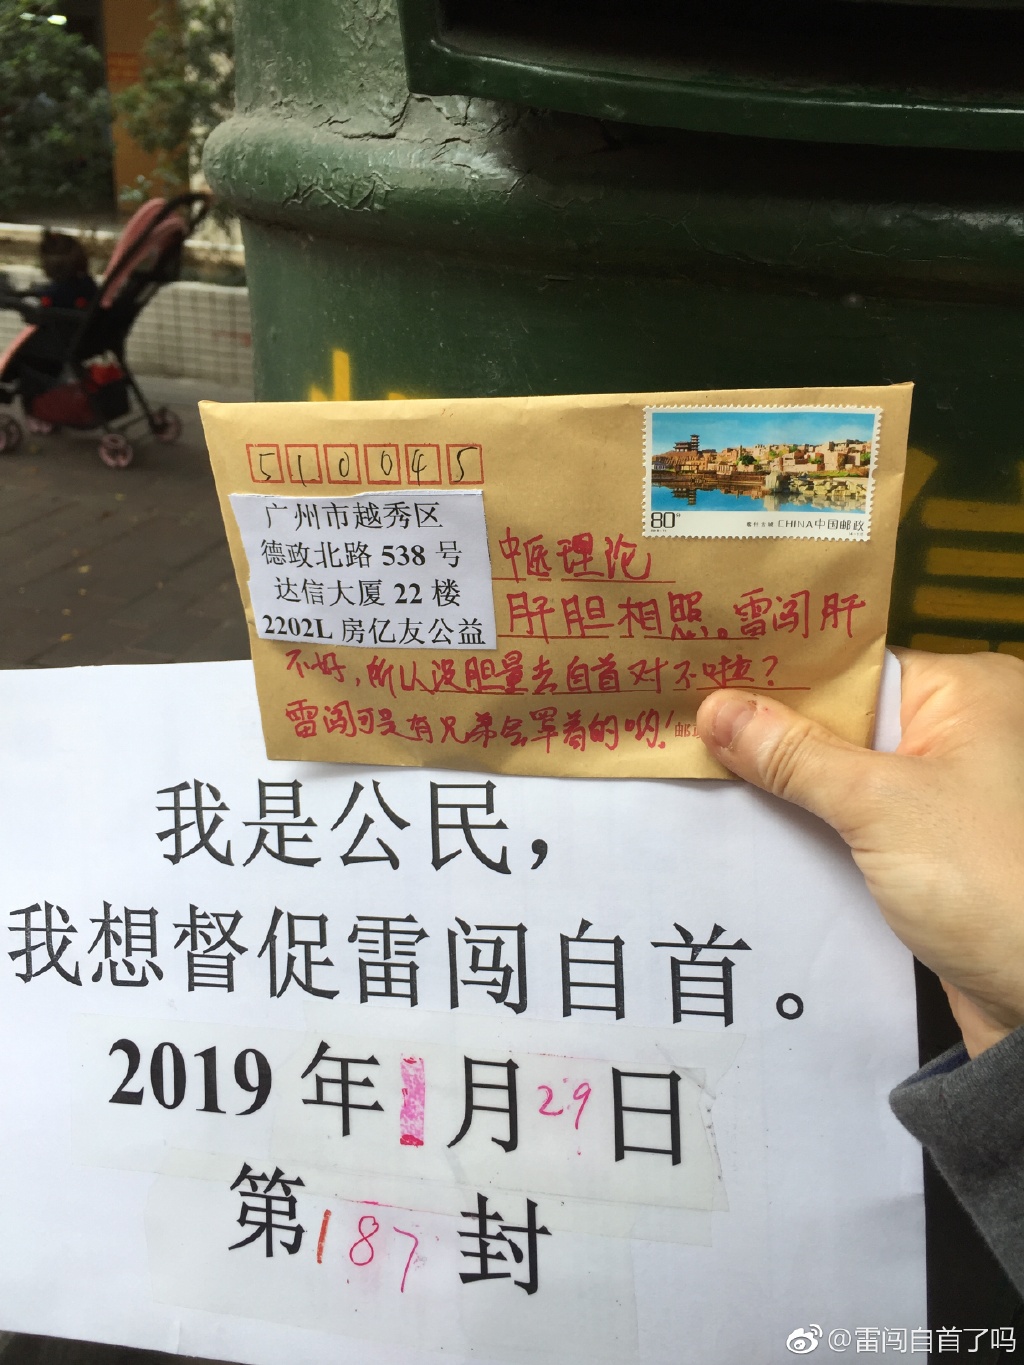 510045
80分
喀什古城 CHINA中国邮政
广州市越秀区
德政北路 538 号
达信大厦 22 楼
2202L 房亿友公益
中医理论
肝胆相照。雷闯肝
不好,所以没胆量去自首对不啦?
雷闯可是有兄弟会罩着的哟!
我是公民,
我想督促雷闯自首。
2019 年 1 月 29 日
第 187 封
@雷闯自首了吗